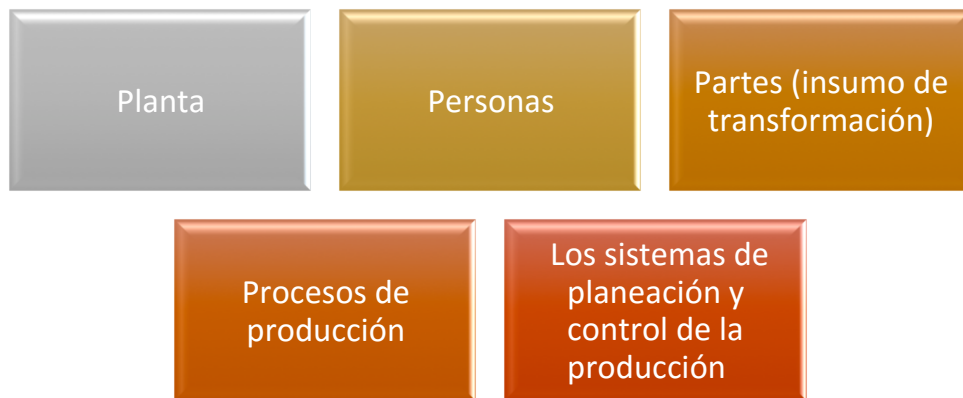 Planta
Personas
Partes (insumo de
transformación)
Procesos de
producción
Los sistemas de
planeación y
control de la
producción